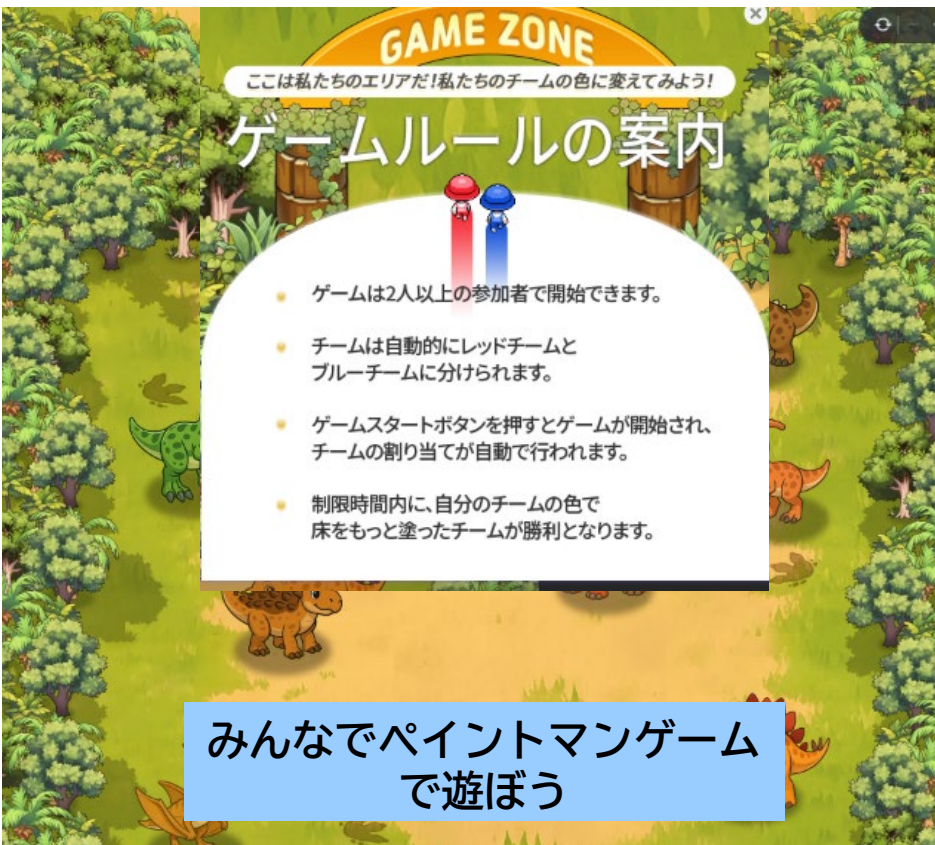 GAME ZONE
ここは私たちのエリアだ!私たちのチームの色に変えてみよう!
ゲームルールの案内
ゲームは2人以上の参加者で開始できます。
チームは自動的にレッドチームと
ブルーチームに分けられます。
ゲームスタートボタンを押すとゲームが開始され、
チームの割り当てが自動で行われます。
制限時間内に、自分のチームの色で
床をもっと塗ったチームが勝利となります。
みんなでペイントマンゲーム
で遊ぼう